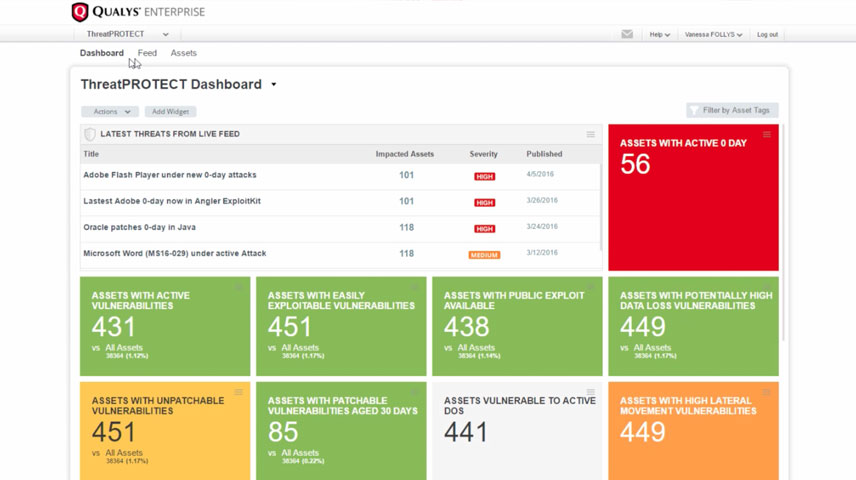 QUALYS® ENTERPRISE
ThreatPROTECT
Help
Vanessa FOLLYS
Log out
Dashboard
Feed
Assets
ThreatPROTECT Dashboard
Actions
Add Widget
Filter by Asset Tags
LATEST THREATS FROM LIVE FEED
Title Impacted Assets Severity Published
Adobe Flash Player under new 0-day attacks 101 HIGH 4/5/2016
Lastest Adobe 0-day now in Angler ExploitKit 101 HIGH 3/26/2016
Oracle patches 0-day in Java 118 HIGH 3/24/2016
Microsoft Word (MS16-029) under active Attack 118 MEDIUM 3/12/2016
ASSETS WITH ACTIVE 0 DAY
56
ASSETS WITH ACTIVE
VULNERABILITIES
431
vs All Assets
38364 (1.12%)
ASSETS WITH EASILY
EXPLOITABLE VULNERABILITIES
451
vs All Assets
38364 (1.17%)
ASSETS WITH PUBLIC EXPLOIT
AVAILABLE
438
vs All Assets
38364 (1.14%)
ASSETS WITH POTENTIALLY HIGH
DATA LOSS VULNERABILITIES
449
vs All Assets
38364 (1.17%)
ASSETS WITH UNPATCHABLE
VULNERABILITIES
451
vs All Assets
38364 (1.17%)
ASSETS WITH PATCHABLE
VULNERABILITIES AGED 30 DAYS
85
vs All Assets
38364 (0.22%)
ASSETS VULNERABLE TO ACTIVE
DOS
441
ASSETS WITH HIGH LATERAL
MOVEMENT VULNERABILITIES
449